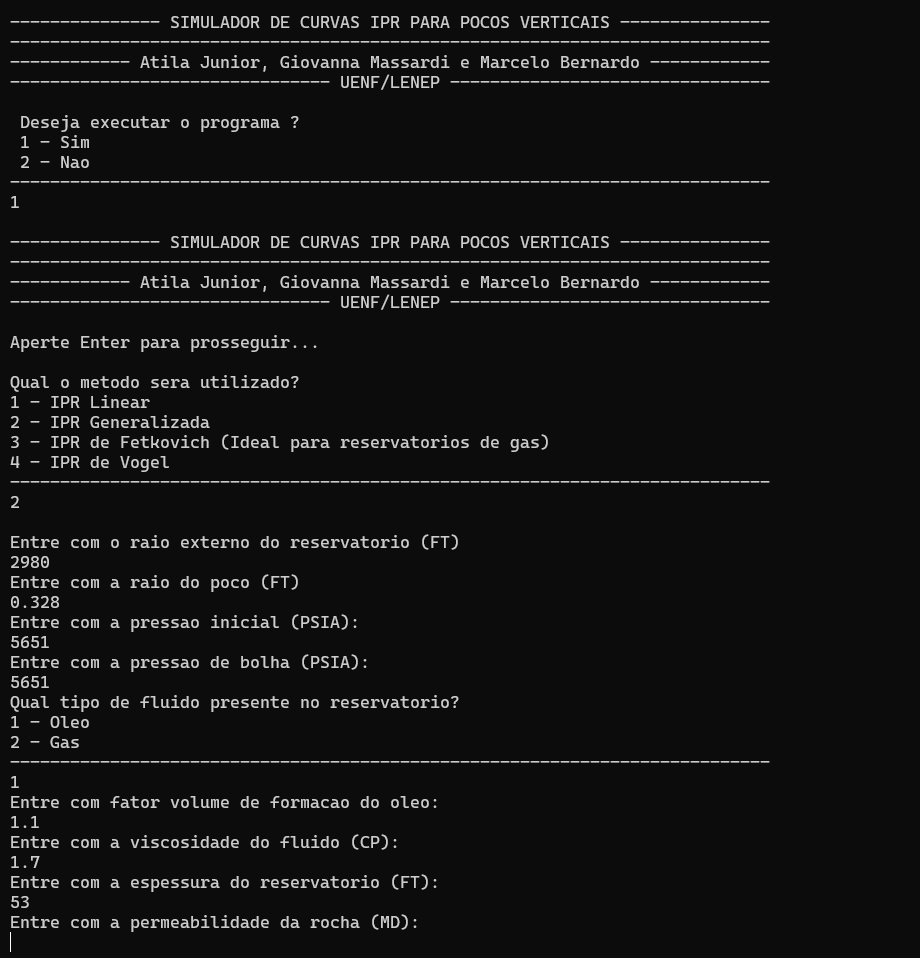 --------------- SIMULADOR DE CURVAS IPR PARA POCOS VERTICAIS ---------------
----------------------------------------------------------------------------
------------ Atila Junior, Giovanna Massardi e Marcelo Bernardo ------------
-------------------------------- UENF/LENEP --------------------------------
Deseja executar o programa ?
1 - Sim
2 - Nao
----------------------------------------------------------------------------
1
--------------- SIMULADOR DE CURVAS IPR PARA POCOS VERTICAIS ---------------
----------------------------------------------------------------------------
------------ Atila Junior, Giovanna Massardi e Marcelo Bernardo ------------
-------------------------------- UENF/LENEP --------------------------------
Aperte Enter para prosseguir...
Qual o metodo sera utilizado?
1 - IPR Linear
2 - IPR Generalizada
3 - IPR de Fetkovich (Ideal para reservatorios de gas)
4 - IPR de Vogel
----------------------------------------------------------------------------
2
Entre com o raio externo do reservatorio (FT)
2980
Entre com a raio do poco (FT)
0.328
Entre com a pressao inicial (PSIA):
5651
Entre com a pressao de bolha (PSIA):
5651
Qual tipo de fluido presente no reservatorio?
1 - Oleo
2 - Gas
----------------------------------------------------------------------------
1
Entre com fator volume de formacao do oleo:
1.1
Entre com a viscosidade do fluido (CP):
1.7
Entre com a espessura do reservatorio (FT):
53
Entre com a permeabilidade da rocha (MD):